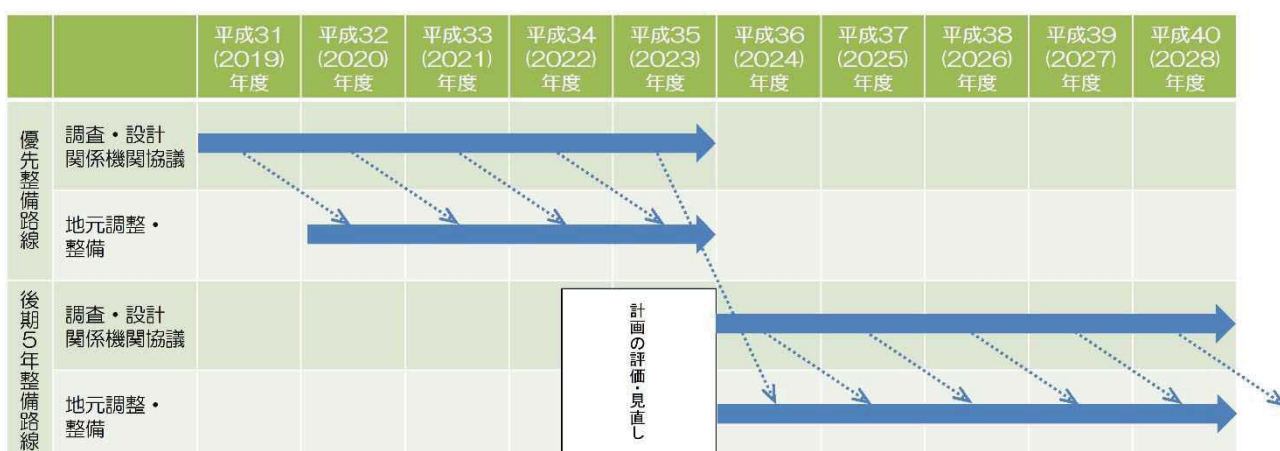 平成31
(2019)
年度
平成32
(2020)
年度
平成33
(2021)
年度
平成34
(2022)
年度
平成35
(2023)
年度
平成36
(2024)
年度
平成37
(2025)
年度
平成38
(2026)
年度
平成39
(2027)
年度
平成40
(2028)
年度
優先整備路線
調査・設計
関係機関協議
地元調整・
整備
後期5年整備路線
調査・設計
関係機関協議
地元調整・
整備
計画の評価・見直し